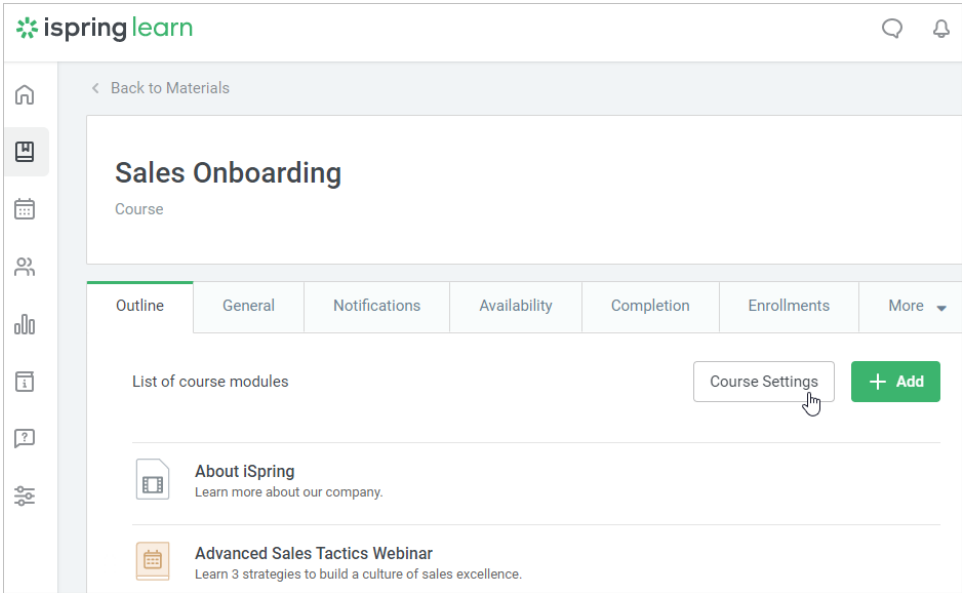 ispring learn
Back to Materials
Sales Onboarding
Course
Outline General Notifications Availability Completion Enrollments More
List of course modules Course Settings + Add
About iSpring
Learn more about our company.
Advanced Sales Tactics Webinar
Learn 3 strategies to build a culture of sales excellence.